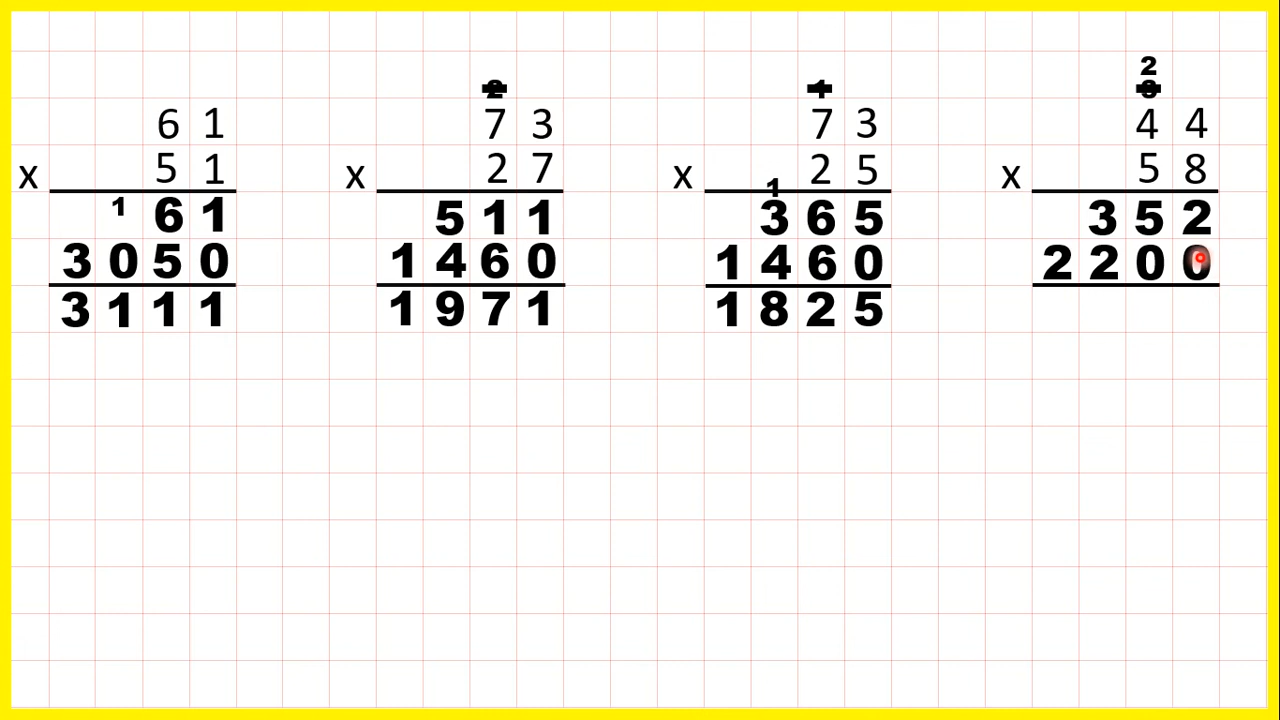 2
2 1 3
6 1 7 3 7 3 4 4
x 5 1 x 2 7 x 2 5 x 5 8
1
1 6 1 5 1 1 3 6 5 3 5 2
3 0 5 0 1 4 6 0 1 4 6 0 2 2 0 0
3 1 1 1 1 9 7 1 1 8 2 5